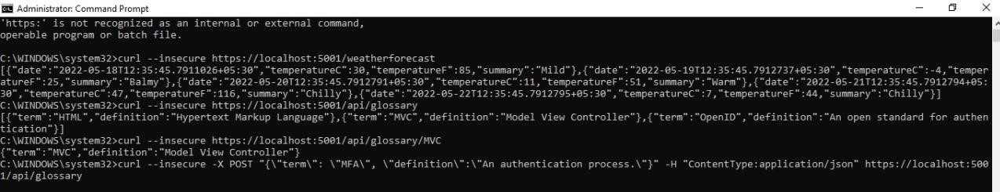 Administrator: Command Prompt
'https:' is not recognized as an internal or external command,
operable program or batch file.
C:\WINDOWS\system32>curl --insecure https://localhost:5001/weatherforecast
[{"date":"2022-05-18T12:35:45.7911026+05:30","temperatureC":30,"temperatureF":85,"summary":"Mild"},{"date":"2022-05-19T12:35:45.7912737+05:30","temperatureC":-4,"temper
atureF":25,"summary":"Balmy"},{"date":"2022-05-20T12:35:45.7912791+05:30","temperatureC":11,"temperatureF":51,"summary":"Warm"},{"date":"2022-05-21T12:35:45.7912794+05:
30","temperatureC":47,"temperatureF":116,"summary":"Chilly"},{"date":"2022-05-22T12:35:45.7912795+05:30","temperatureC":7,"temperatureF":44,"summary":"Chilly"}]
C:\WINDOWS\system32>curl --insecure https://localhost:5001/api/glossary
[{"term":"HTML","definition":"Hypertext Markup Language"},{"term":"MVC","definition":"Model View Controller"},{"term":"OpenID","definition":"An open standard for authen
tication"}]
C:\WINDOWS\system32>curl --insecure https://localhost:5001/api/glossary/MVC
{"term":"MVC","definition":"Model View Controller"}
C:\WINDOWS\system32>curl --insecure -X POST "{\"term\": \"MFA\", \"definition\":\"An authentication process.\"}" -H "ContentType:application/json" https://localhost:500
1/api/glossary